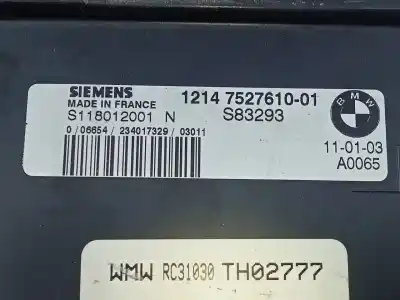 SIEMENS 1214 7527610-01
MADE IN FRANCE
S118012001 N S83293
0 / 06654 / 234017329 / 03011
BMW
11-01-03
A0065
WMW RC31030 TH02777